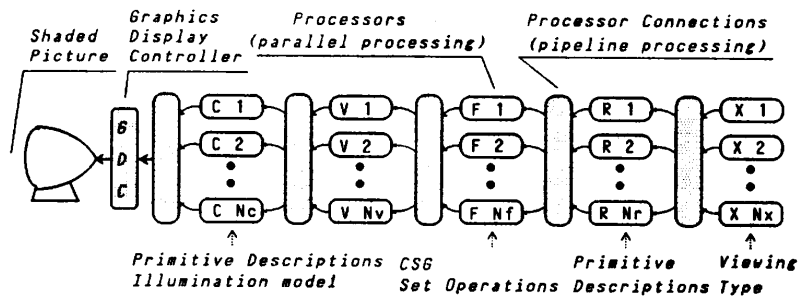 Shaded
Picture
Graphics
Display
Controller
Processors
(parallel processing)
Processor Connections
(pipeline processing)
G
D
C
C 1
C 2
C Nc
V 1
V 2
V Nv
F 1
F 2
F Nf
R 1
R 2
R Nr
X 1
X 2
X Nx
Primitive Descriptions
Illumination model
CSG
Set Operations
Primitive
Descriptions
Viewing
Type